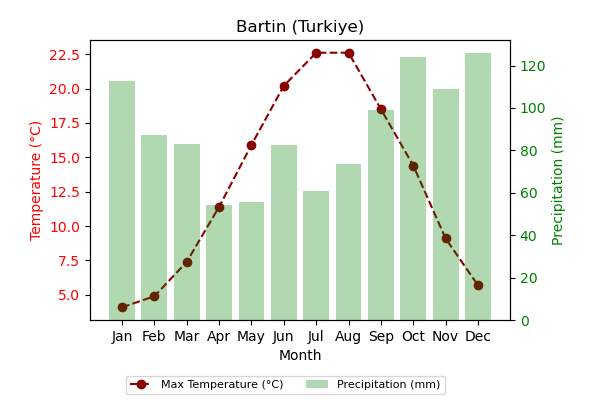 Bartin (Turkiye)
Temperature (°C)
22.5
20.0
17.5
15.0
12.5
10.0
7.5
5.0
120
100
80
60
40
20
0
Precipitation (mm)
Jan Feb Mar Apr May Jun Jul Aug Sep Oct Nov Dec
Month
Max Temperature (°C) Precipitation (mm)